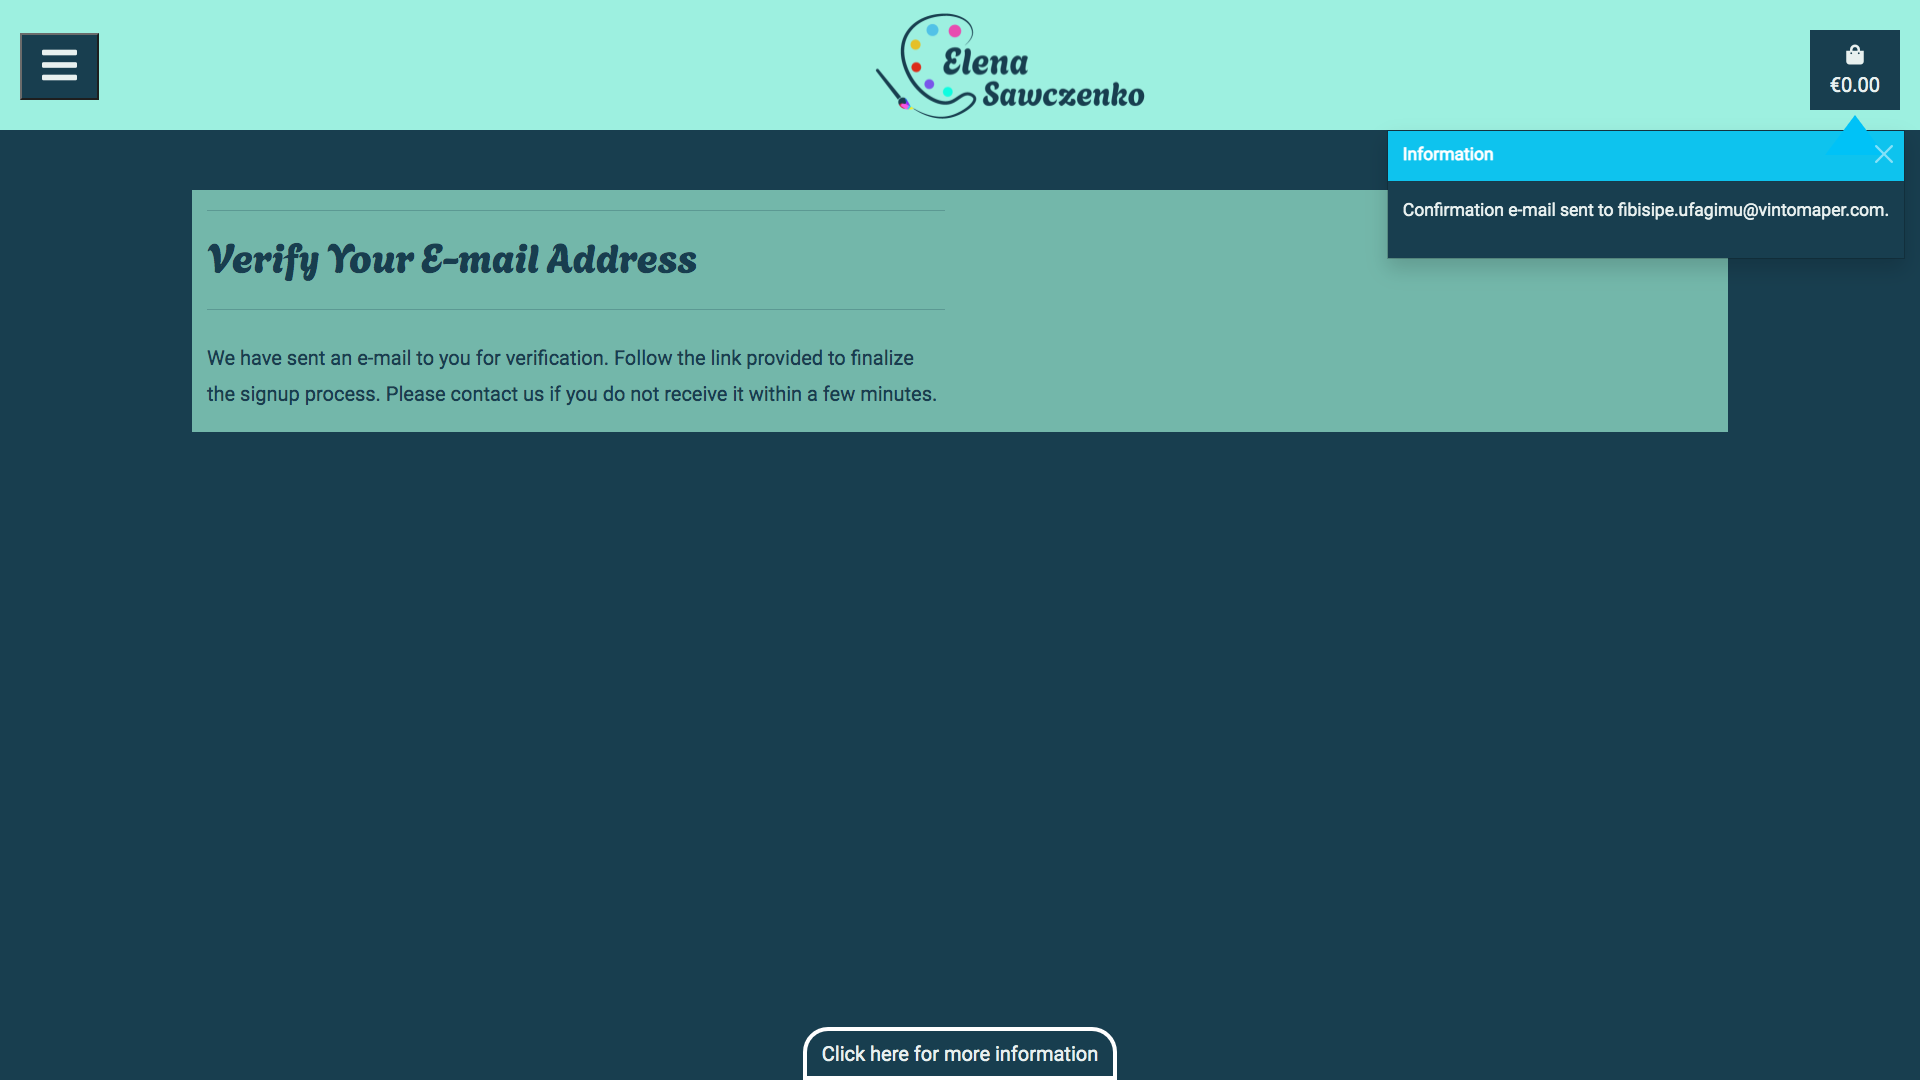 Elena
Sawczenko
€0.00
Information
Confirmation e-mail sent to fibisipe.ufagimu@vintomaper.com.
Verify Your E-mail Address
We have sent an e-mail to you for verification. Follow the link provided to finalize
the signup process. Please contact us if you do not receive it within a few minutes.
Click here for more information